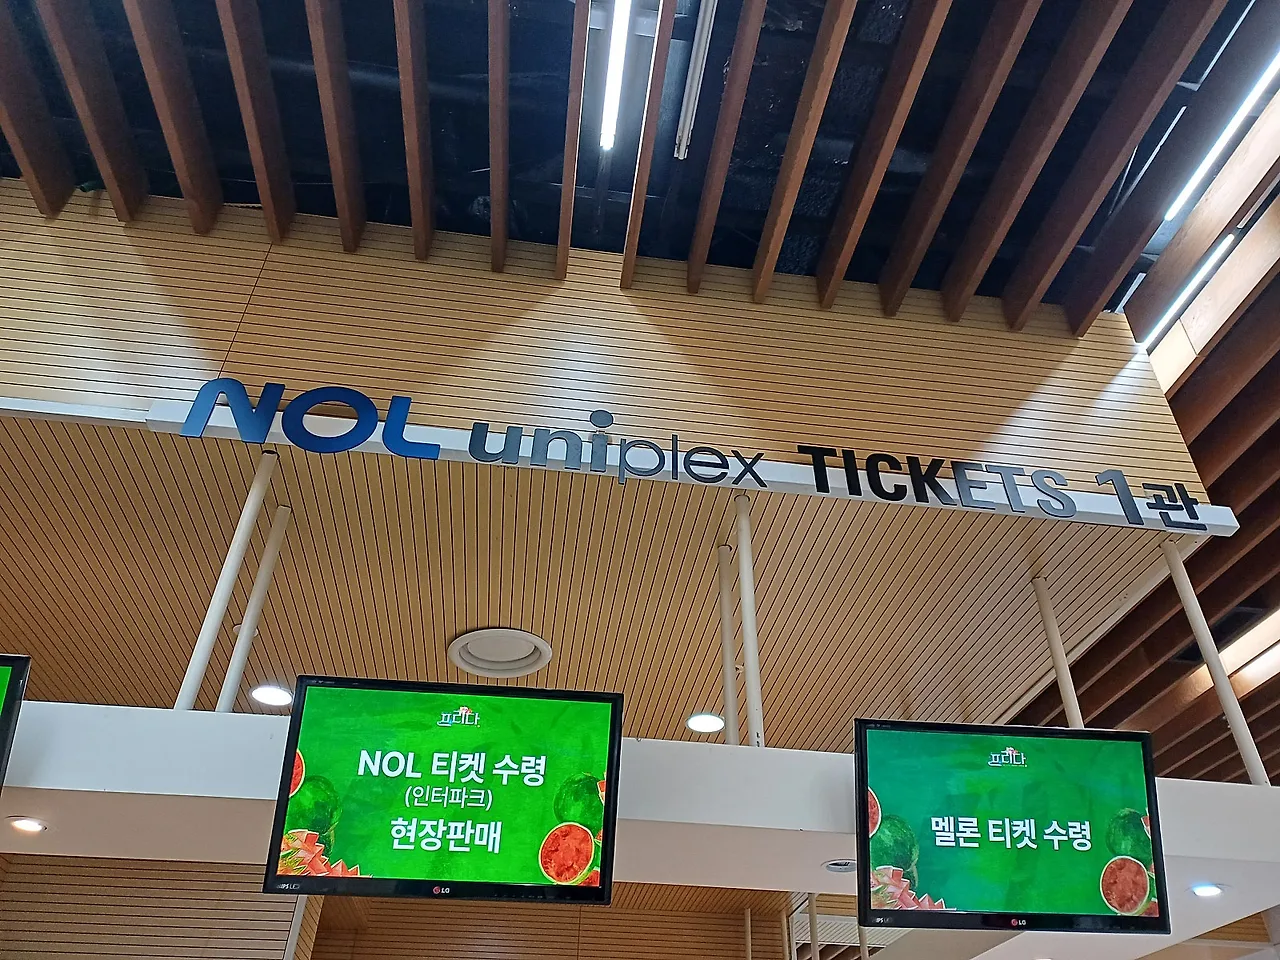 NOL uniplex TICKETS 1관
프리다
NOL 티켓 수령
(인터파크)
현장판매
LG
프리다
멜론 티켓 수령
LG